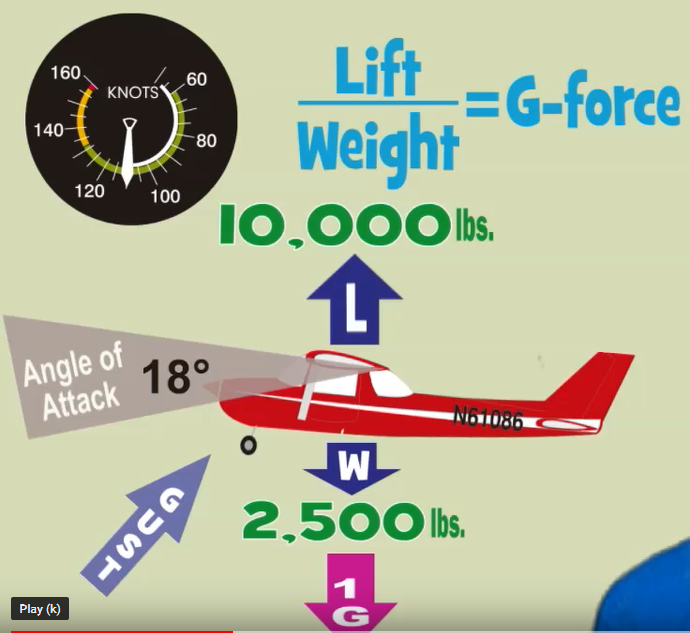 160
60
KNOTS
140
80
120
100
Lift
Weight
=G-force
10,000 lbs.
L
Angle of
Attack
18°
N61086
W
GUST
2,500 lbs.
1
G
Play (k)